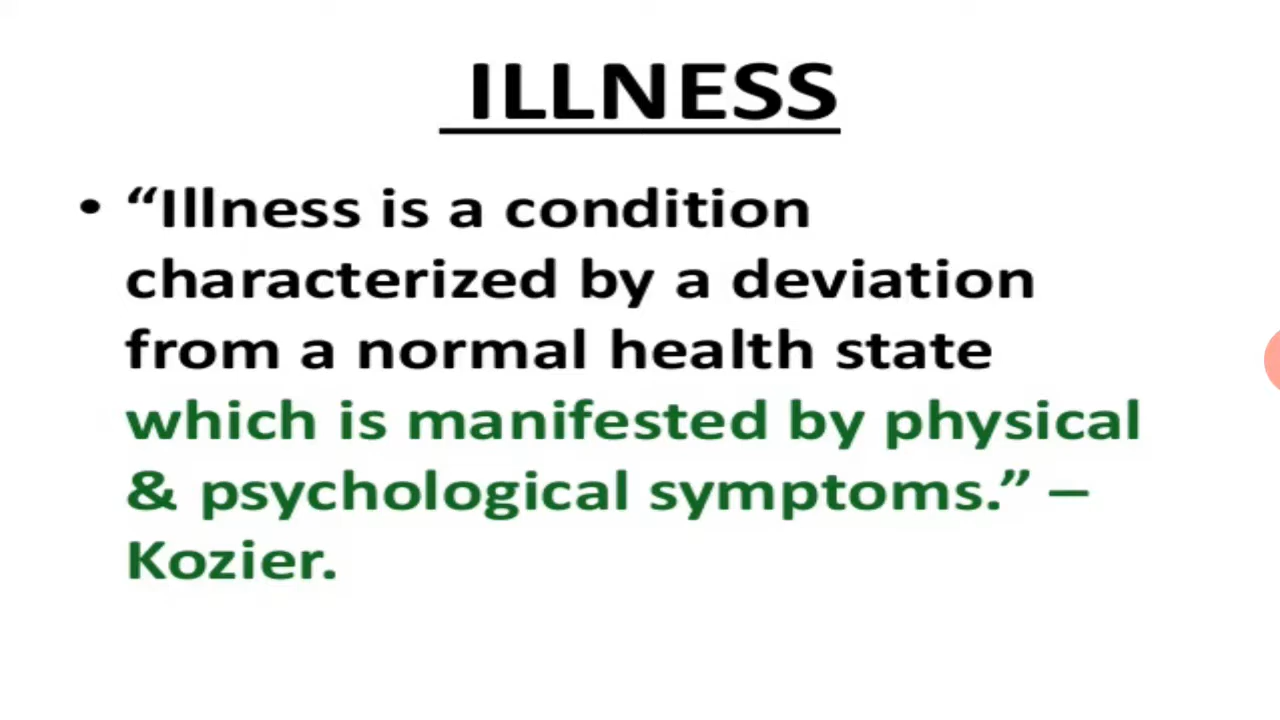 ILLNESS
• “Illness is a condition
characterized by a deviation
from a normal health state
which is manifested by physical
& psychological symptoms.” –
Kozier.